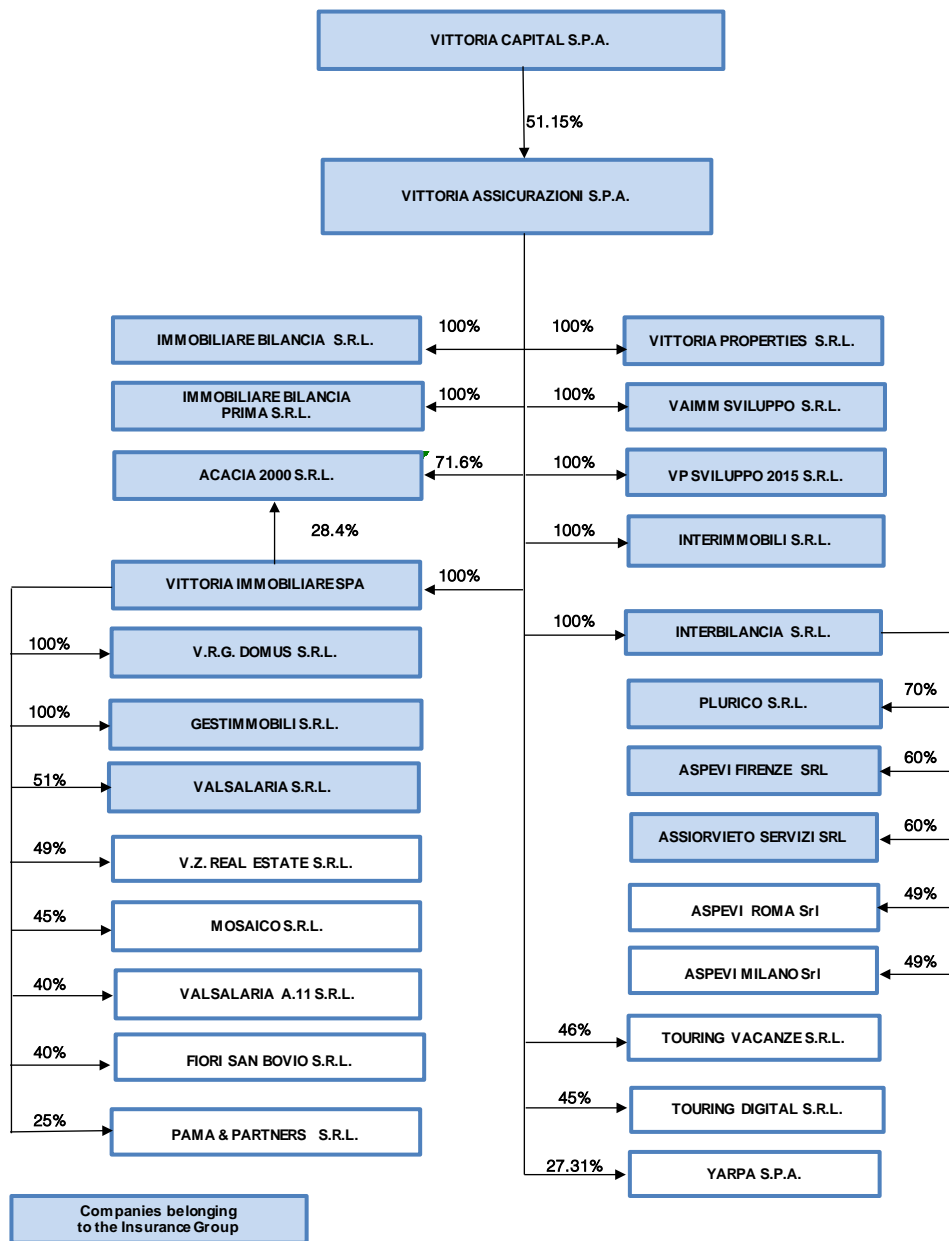 VITTORIA CAPITAL S.P.A.
51.15%
VITTORIA ASSICURAZIONI S.P.A.
IMMOBILIARE BILANCIA S.R.L.
100%
100%
VITTORIA PROPERTIES S.R.L.
IMMOBILIARE BILANCIA
PRIMA S.R.L.
100%
100%
VAIMM SVILUPPO S.R.L.
ACACIA 2000 S.R.L.
71.6%
100%
VP SVILUPPO 2015 S.R.L.
28.4%
100%
INTERIMMOBILI S.R.L.
VITTORIA IMMOBILIARE SPA
100%
100%
INTERBILANCIA S.R.L.
100%
V.R.G. DOMUS S.R.L.
PLURICO S.R.L.
70%
100%
GESTIMMOBILI S.R.L.
ASPEVI FIRENZE SRL
60%
51%
VALSALARIA S.R.L.
ASSIORVIETO SERVIZI SRL
60%
49%
V.Z. REAL ESTATE S.R.L.
ASPEVI ROMA Srl
49%
45%
MOSAICO S.R.L.
ASPEVI MILANO Srl
49%
40%
VALSALARIA A.11 S.R.L.
46%
TOURING VACANZE S.R.L.
40%
FIORI SAN BOVIO S.R.L.
45%
TOURING DIGITAL S.R.L.
25%
PAMA & PARTNERS S.R.L.
27.31%
YARPA S.P.A.
Companies belonging
to the Insurance Group